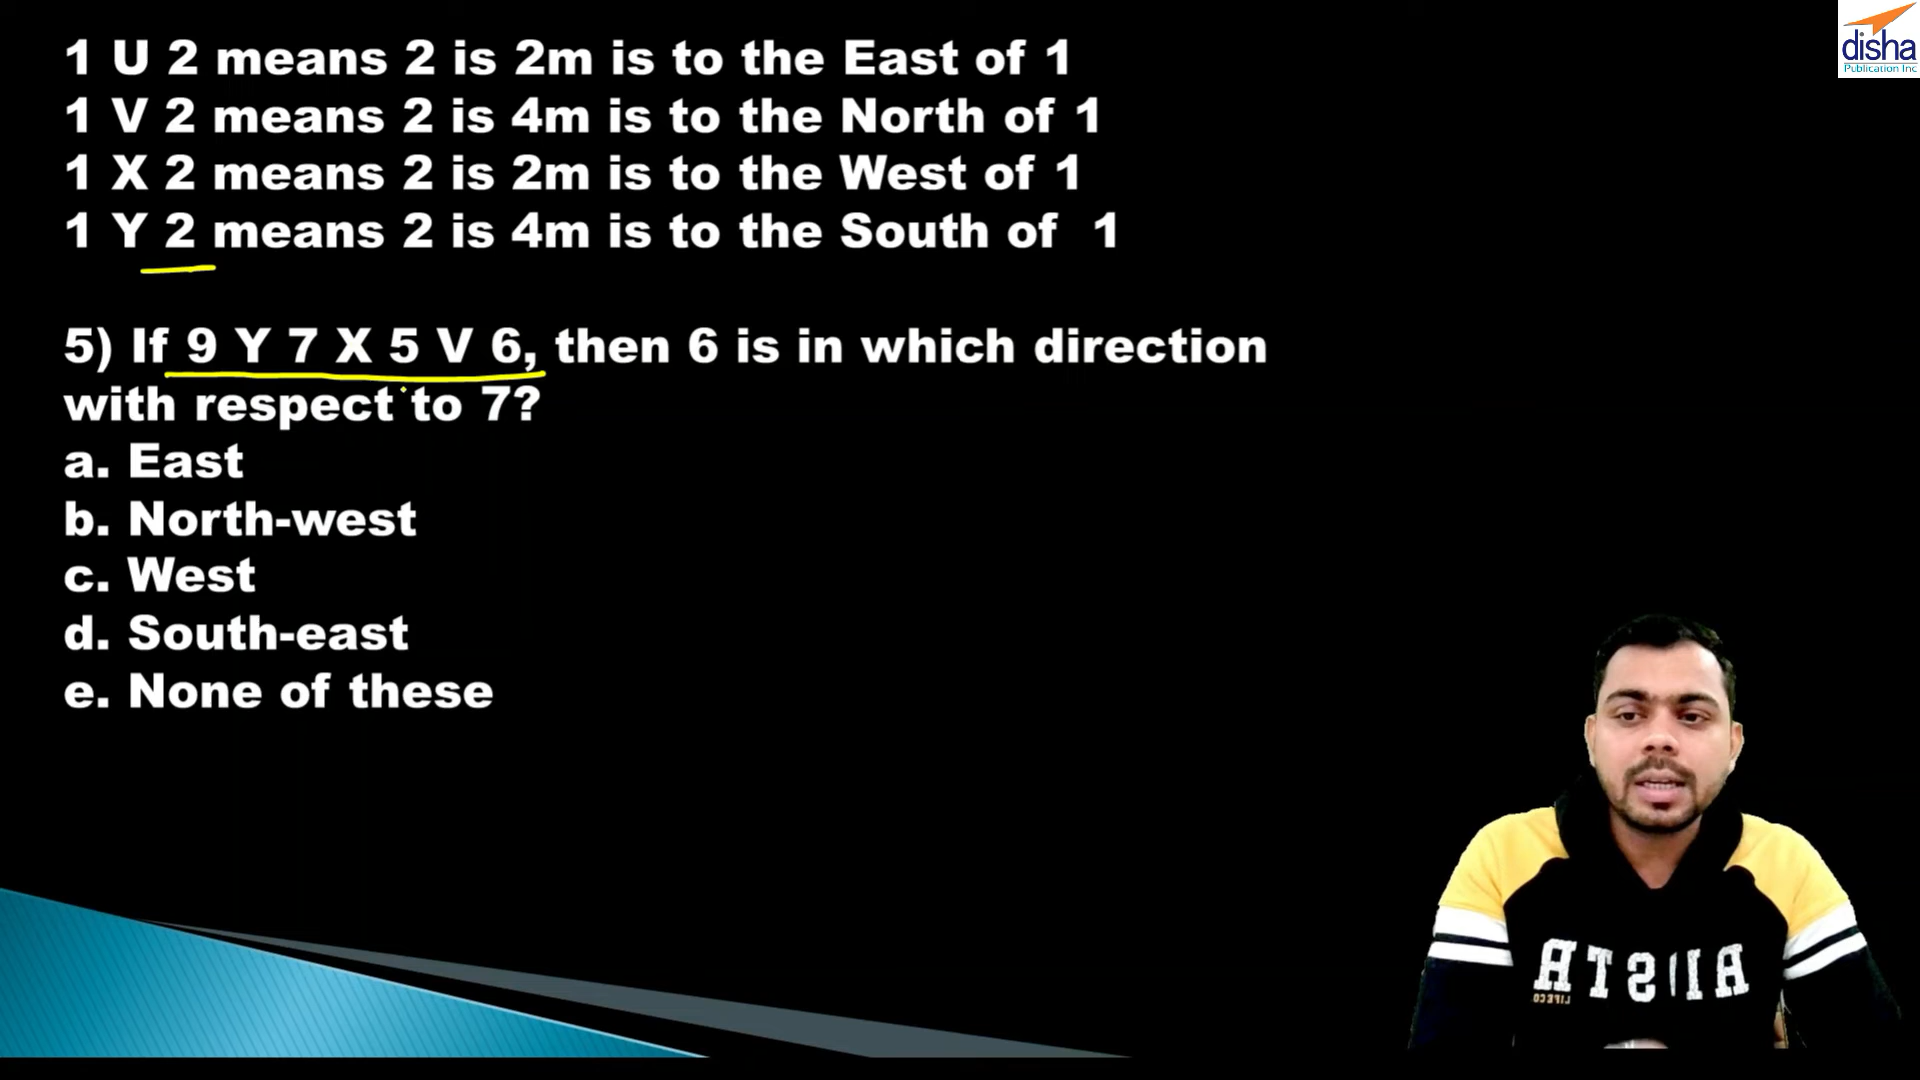 1 U 2 means 2 is 2m is to the East of 1
1 V 2 means 2 is 4m is to the North of 1
1 X 2 means 2 is 2m is to the West of 1
1 Y 2 means 2 is 4m is to the South of 1
5) If 9 Y 7 X 5 V 6, then 6 is in which direction
with respect to 7?
a. East
b. North-west
c. West
d. South-east
e. None of these
disha
Publication Inc